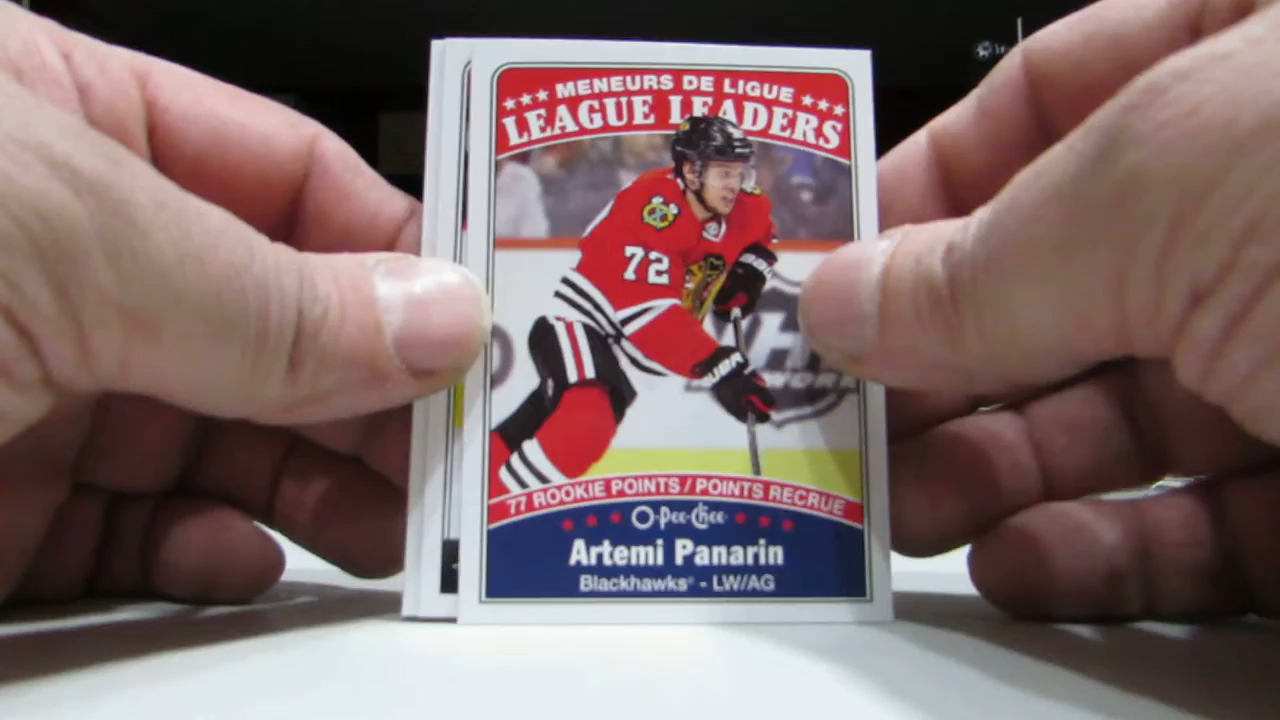 MENEURS DE LIGUE
LEAGUE LEADERS
72
77 ROOKIE POINTS / POINTS RECRUE
O-Pee-Chee
Artemi Panarin
Blackhawks® - LW/AG